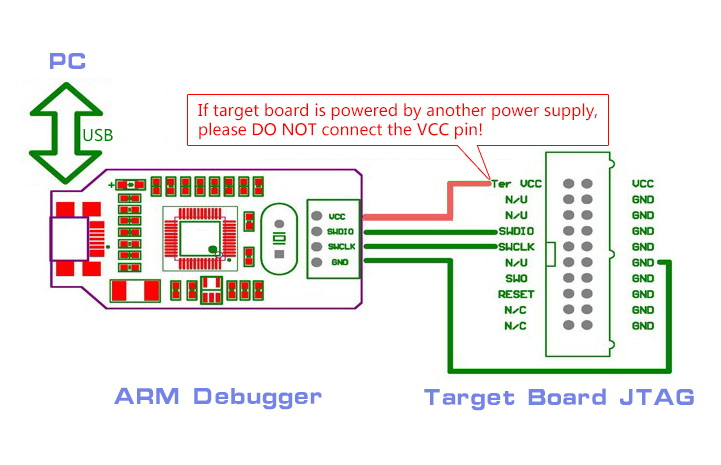 PC
USB
If target board is powered by another power supply,
please DO NOT connect the VCC pin!
+
VCC
SWDIO
SWCLK
GND
Ter VCC VCC
N/U GND
N/U GND
SWDIO GND
SWCLK GND
N/U GND
SWO GND
RESET GND
N/C GND
N/C GND
ARM Debugger
Target Board JTAG